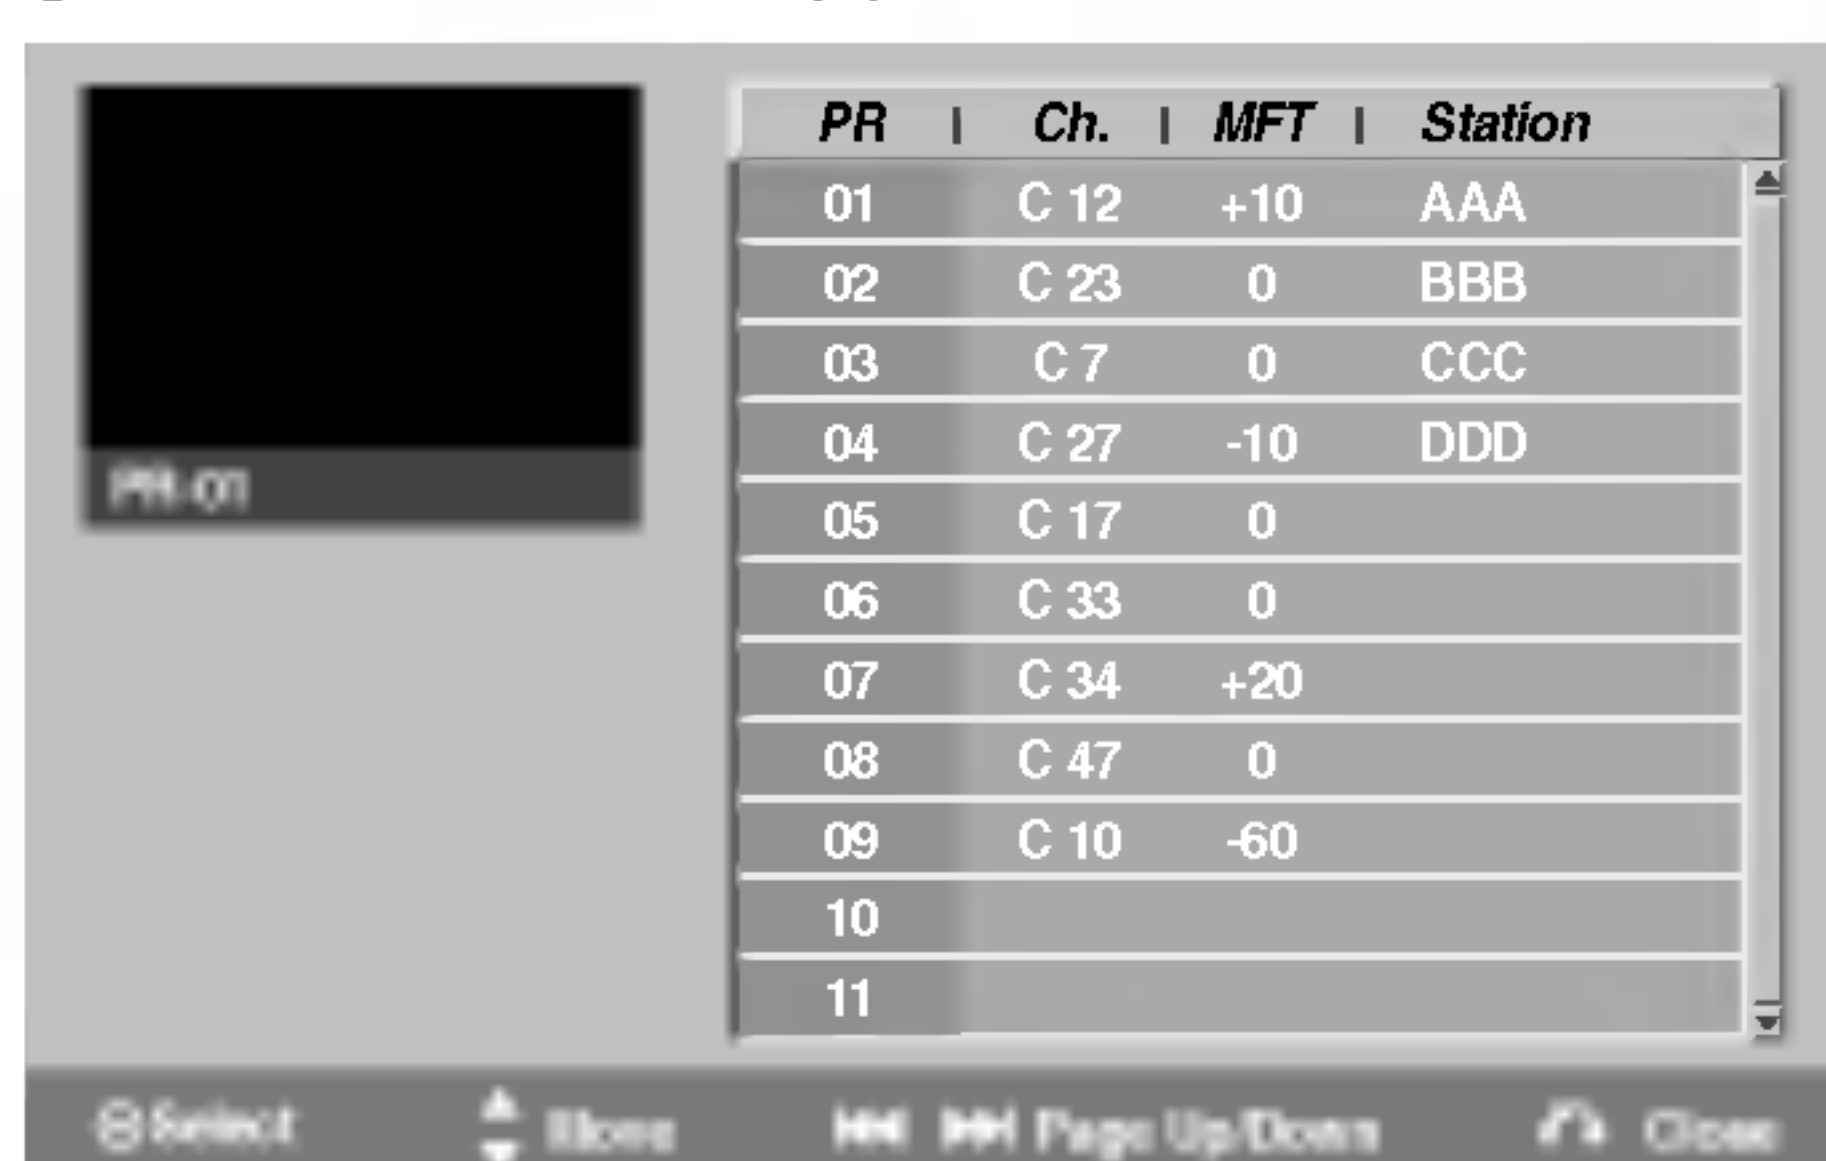 PR | Ch. | MFT | Station
01 C 12 +10 AAA
02 C 23 0 BBB
03 C 7 0 CCC
04 C 27 -10 DDD
05 C 17 0
06 C 33 0
07 C 34 +20
08 C 47 0
09 C 10 -60
10
11
PR-01
Select Move Page Up/Down Close